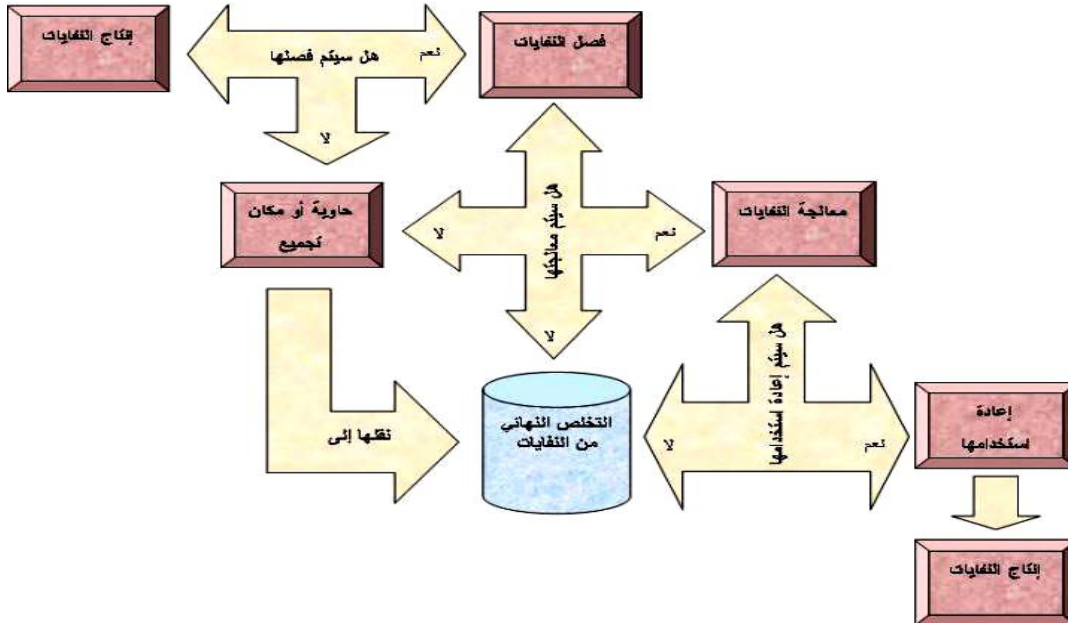 إنتاج النفايات
هل سيتم فصلها
نعم
فصل النفايات
لا
حاوية أو مكان
تجميع
لا
هل سيتم معالجتها
نعم
معالجة النفايات
لا
نقلها إلى
التخلص النهائي
من النفايات
لا
هل سيتم إعادة استخدامها
نعم
إعادة
استخدامها
إنتاج النفايات